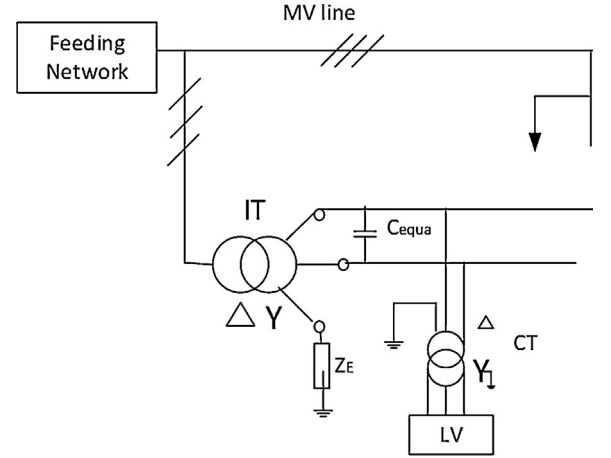 MV line
Feeding
Network
IT
Cequa
Δ Y
ZE
Δ
CT
Y
LV